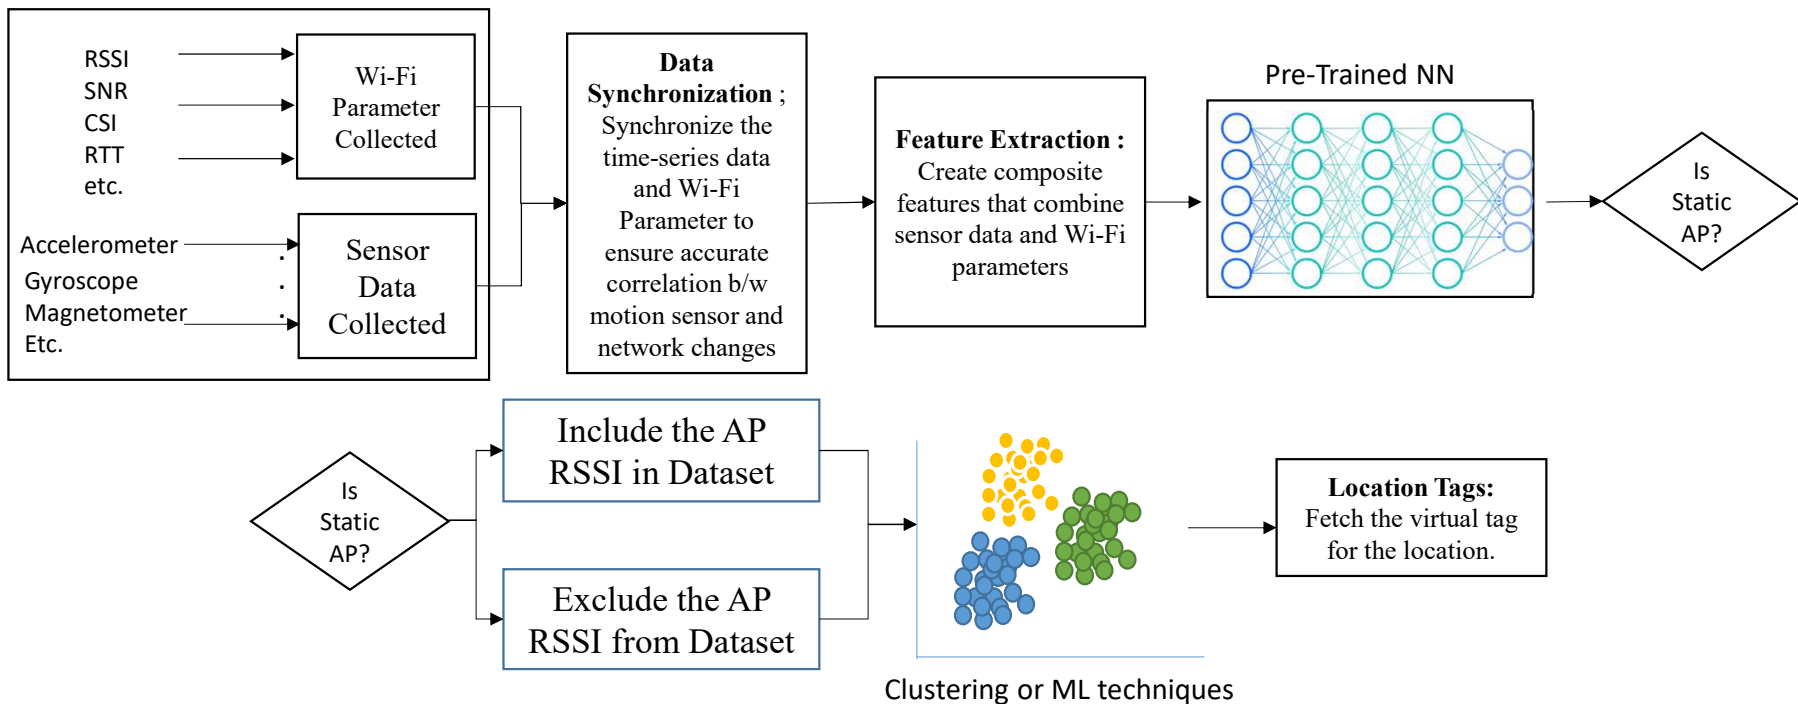 RSSI
SNR
CSI
RTT
etc.
Wi-Fi
Parameter
Collected
Accelerometer
Gyroscope
Magnetometer
Etc.
Sensor
Data
Collected
Data
Synchronization ;
Synchronize the
time-series data
and Wi-Fi
Parameter to
ensure accurate
correlation b/w
motion sensor and
network changes
Feature Extraction :
Create composite
features that combine
sensor data and Wi-Fi
parameters
Pre-Trained NN
Is
Static
AP?
Is
Static
AP?
Include the AP
RSSI in Dataset
Exclude the AP
RSSI from Dataset
Clustering or ML techniques
Location Tags:
Fetch the virtual tag
for the location.